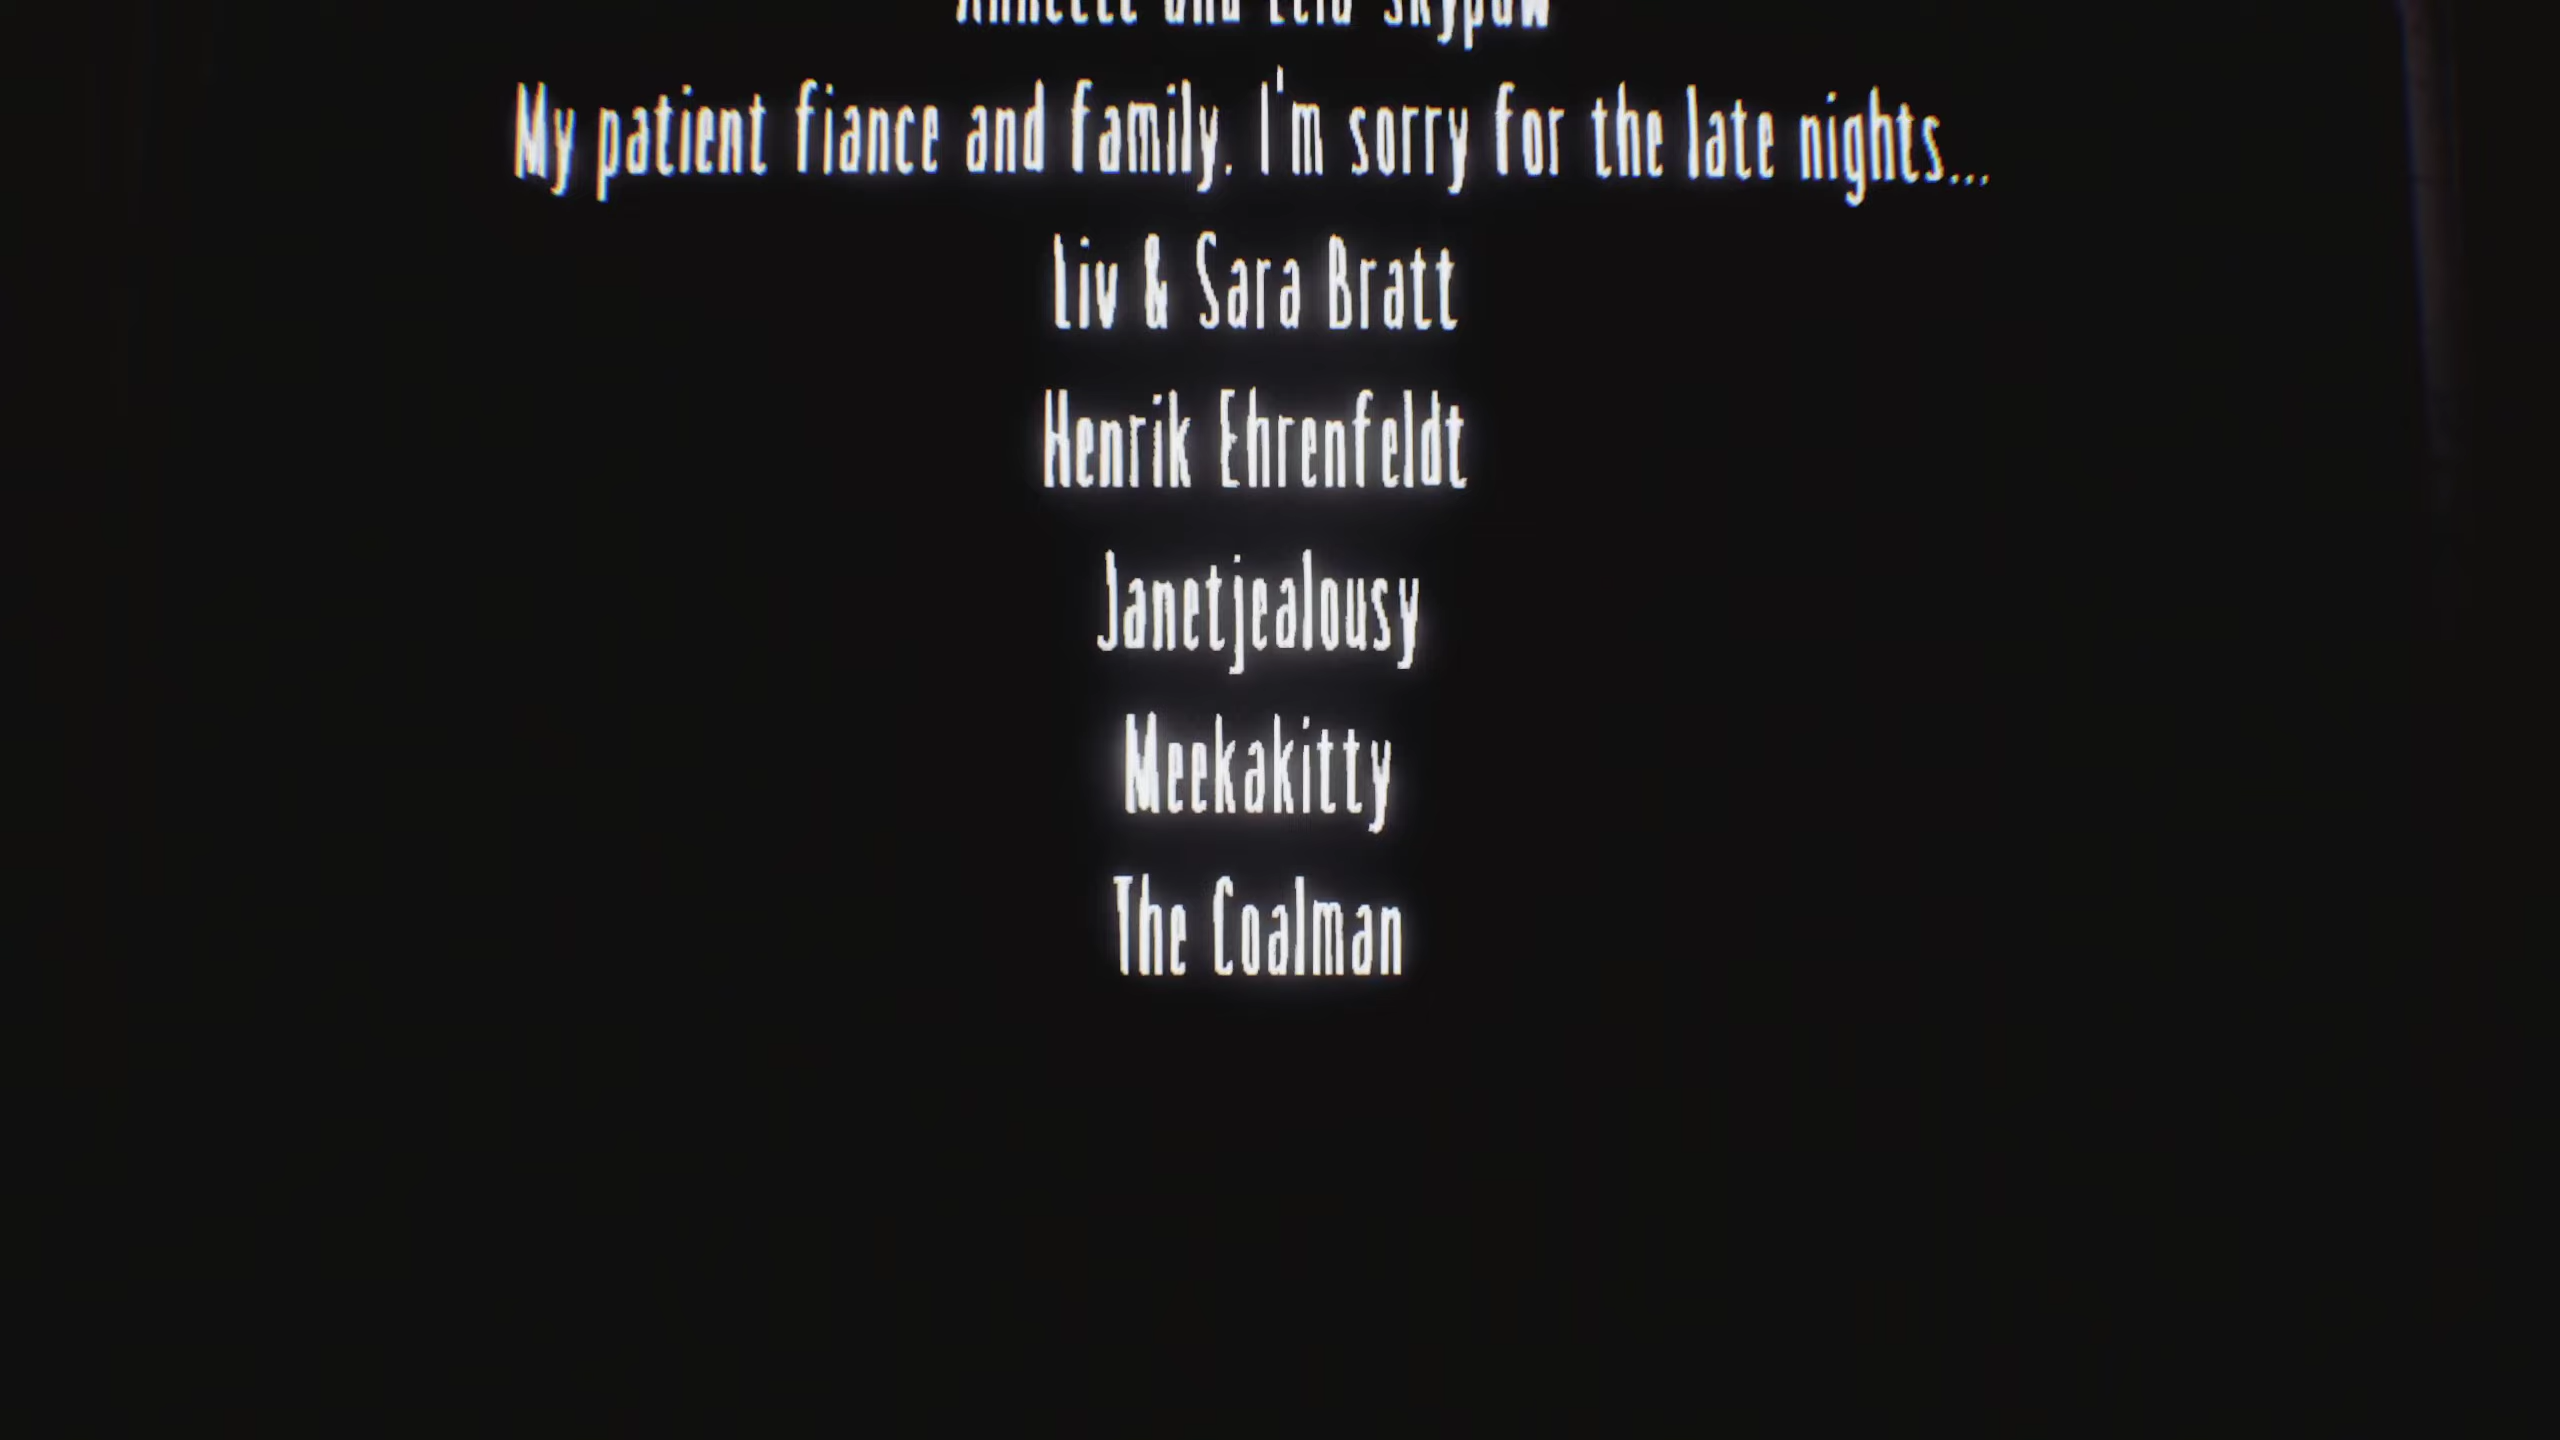 and
My patient fiance and family. I'm sorry for the late nights...
Liv & Sara Bratt
Henrik Ehrenfeldt
Janetjealousy
Meekakitty
The Coalman